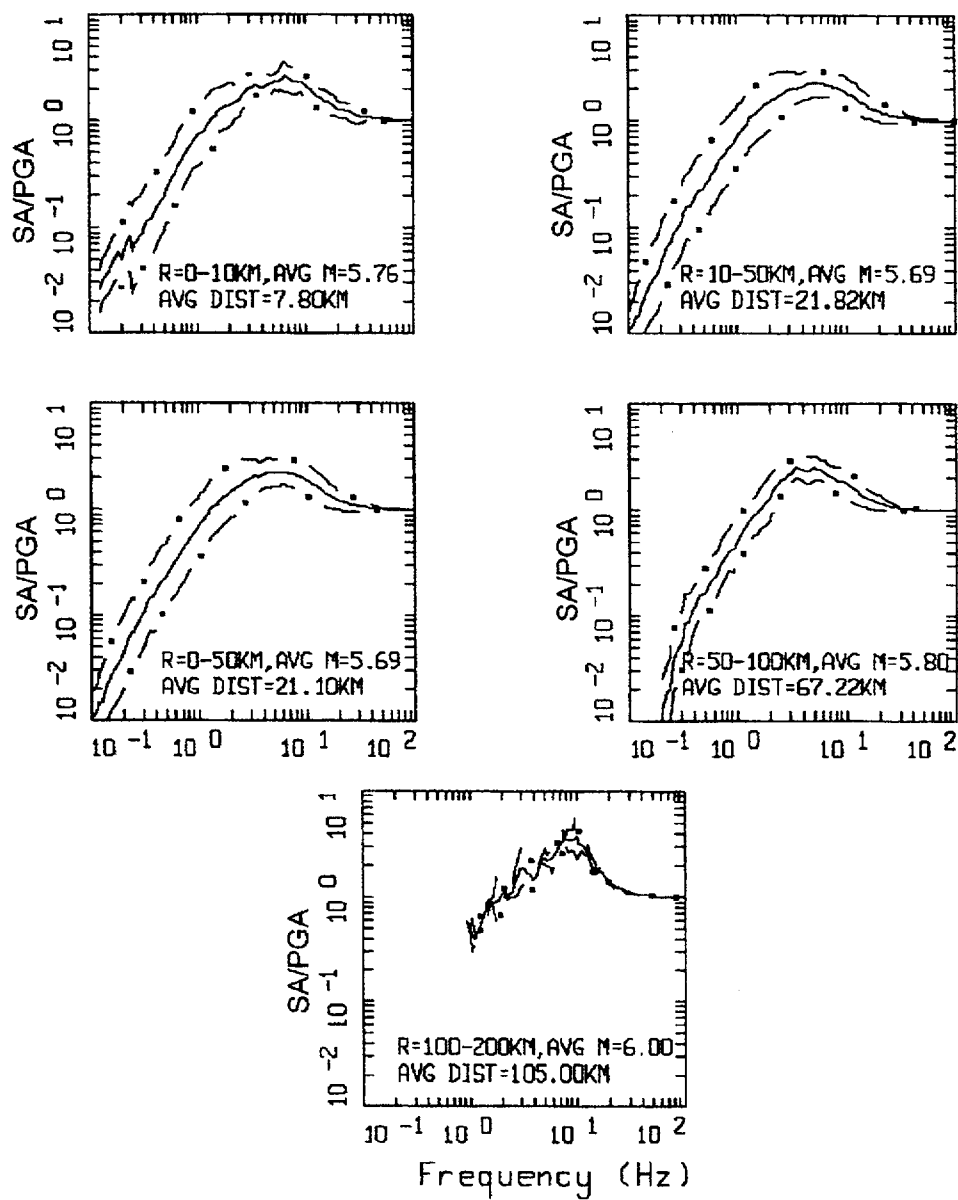 10 1
10 0
10 -1
10 -2
SA/PGA
R=0-10KM,AVG M=5.76
AVG DIST=7.80KM
10 1
10 0
10 -1
10 -2
SA/PGA
R=10-50KM,AVG M=5.69
AVG DIST=21.82KM
10 1
10 0
10 -1
10 -2
SA/PGA
R=0-50KM,AVG M=5.69
AVG DIST=21.10KM
10 -1 10 0 10 1 10 2
10 1
10 0
10 -1
10 -2
SA/PGA
R=50-100KM,AVG M=5.80
AVG DIST=67.22KM
10 -1 10 0 10 1 10 2
10 1
10 0
10 -1
10 -2
SA/PGA
R=100-200KM,AVG M=6.00
AVG DIST=105.00KM
10 -1 10 0 10 1 10 2
Frequency (Hz)